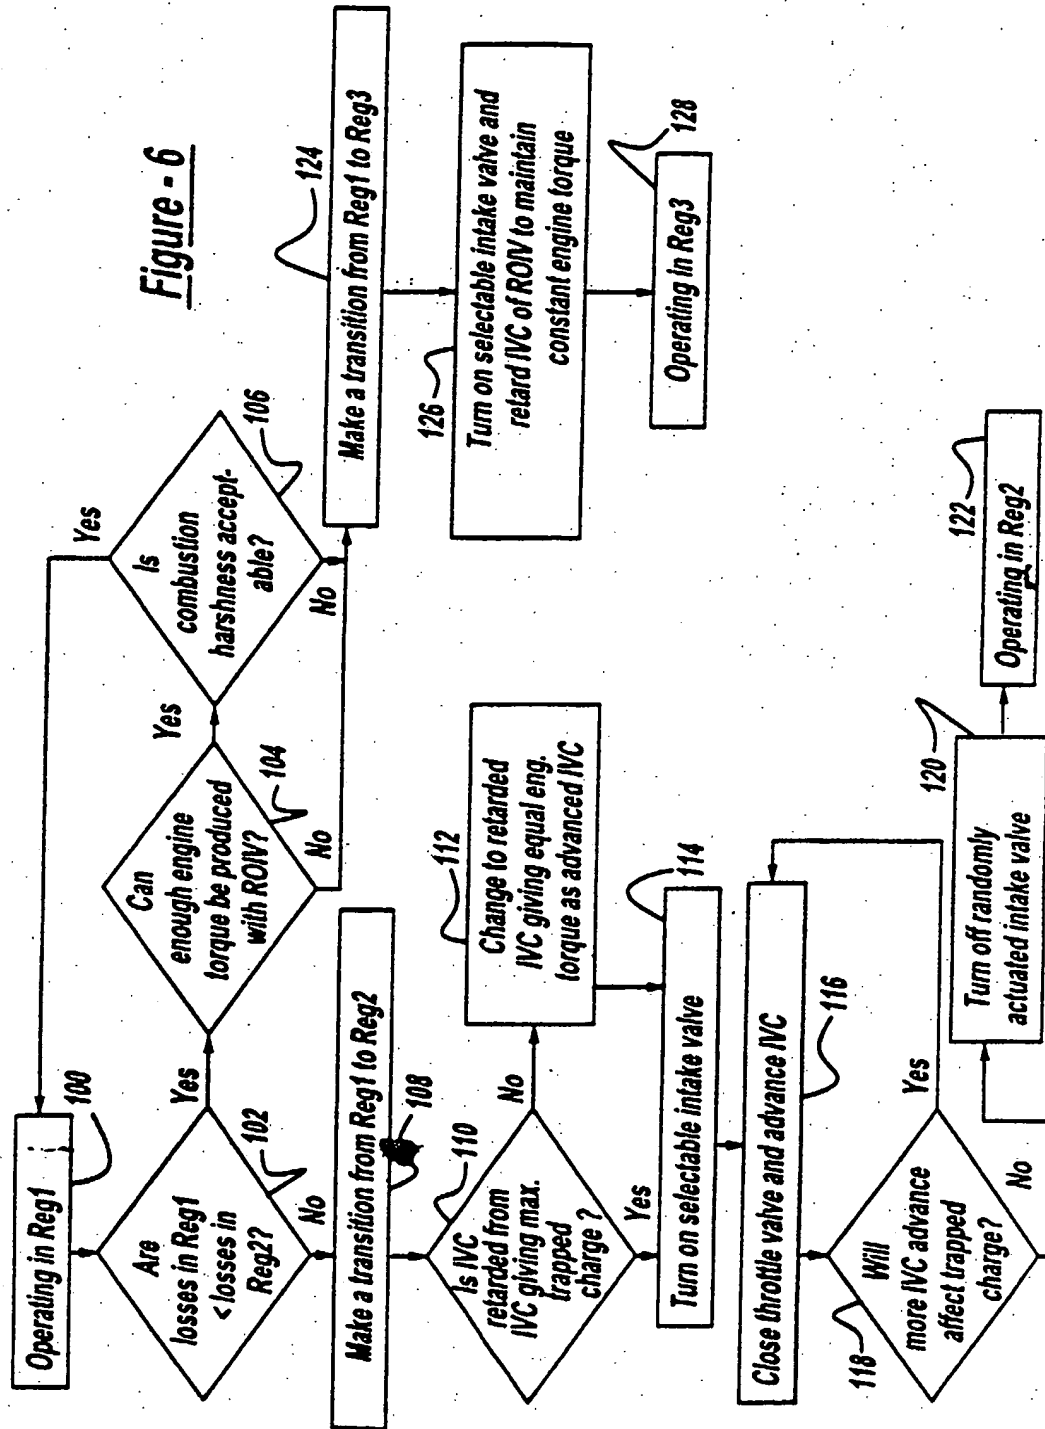 Figure - 6
Operating in Reg1
100
Are
losses in Reg1
< losses in
Reg2?
102
Yes
No
Can
enough engine
torque be produced
with ROIV?
104
Yes
No
Is
combustion
harshness accept-
able?
106
Yes
No
Make a transition from Reg1 to Reg3
124
Turn on selectable intake valve and
retard IVC of ROIV to maintain
constant engine torque
126
Operating in Reg3
128
Make a transition from Reg1 to Reg2
108
Is IVC
retarded from
IVC giving max.
trapped
charge ?
110
No
Yes
Change to retarded
IVC giving equal eng.
torque as advanced IVC
112
Turn on selectable intake valve
114
Close throttle valve and advance IVC
116
Will
more IVC advance
affect trapped
charge?
118
Yes
No
Turn off randomly
actuated intake valve
120
Operating in Reg2
122